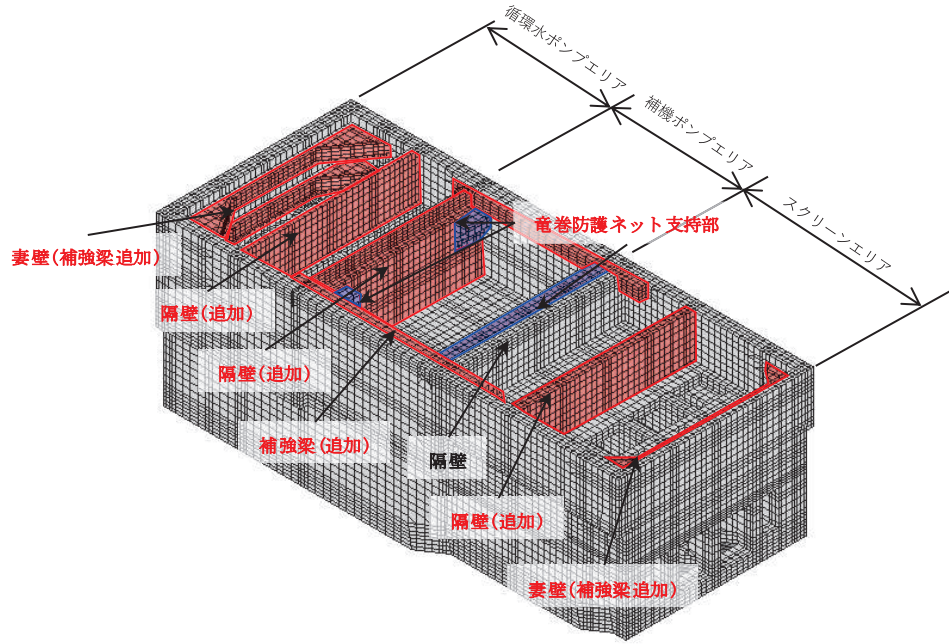 循環水ポンプエリア
補機ポンプエリア
スクリーンエリア
竜巻防護ネット支持部
妻壁(補強梁追加)
隔壁(追加)
隔壁(追加)
補強梁(追加)
隔壁
隔壁(追加)
妻壁(補強梁追加)